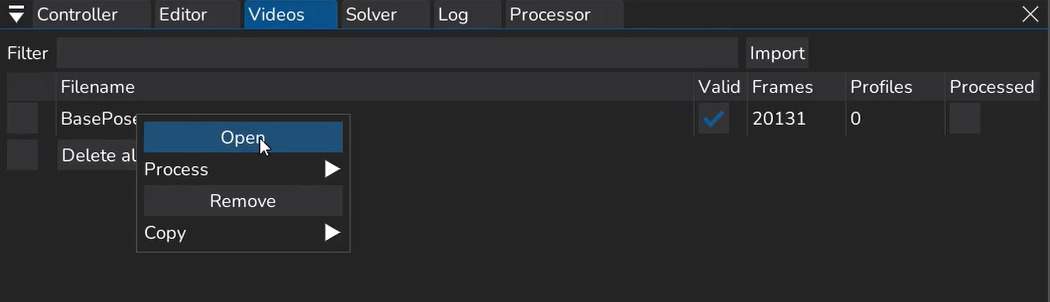 Controller Editor Videos Solver Log Processor
Filter Import
Filename Valid Frames Profiles Processed
BasePose 20131 0
Open
Delete al
Process
Remove
Copy